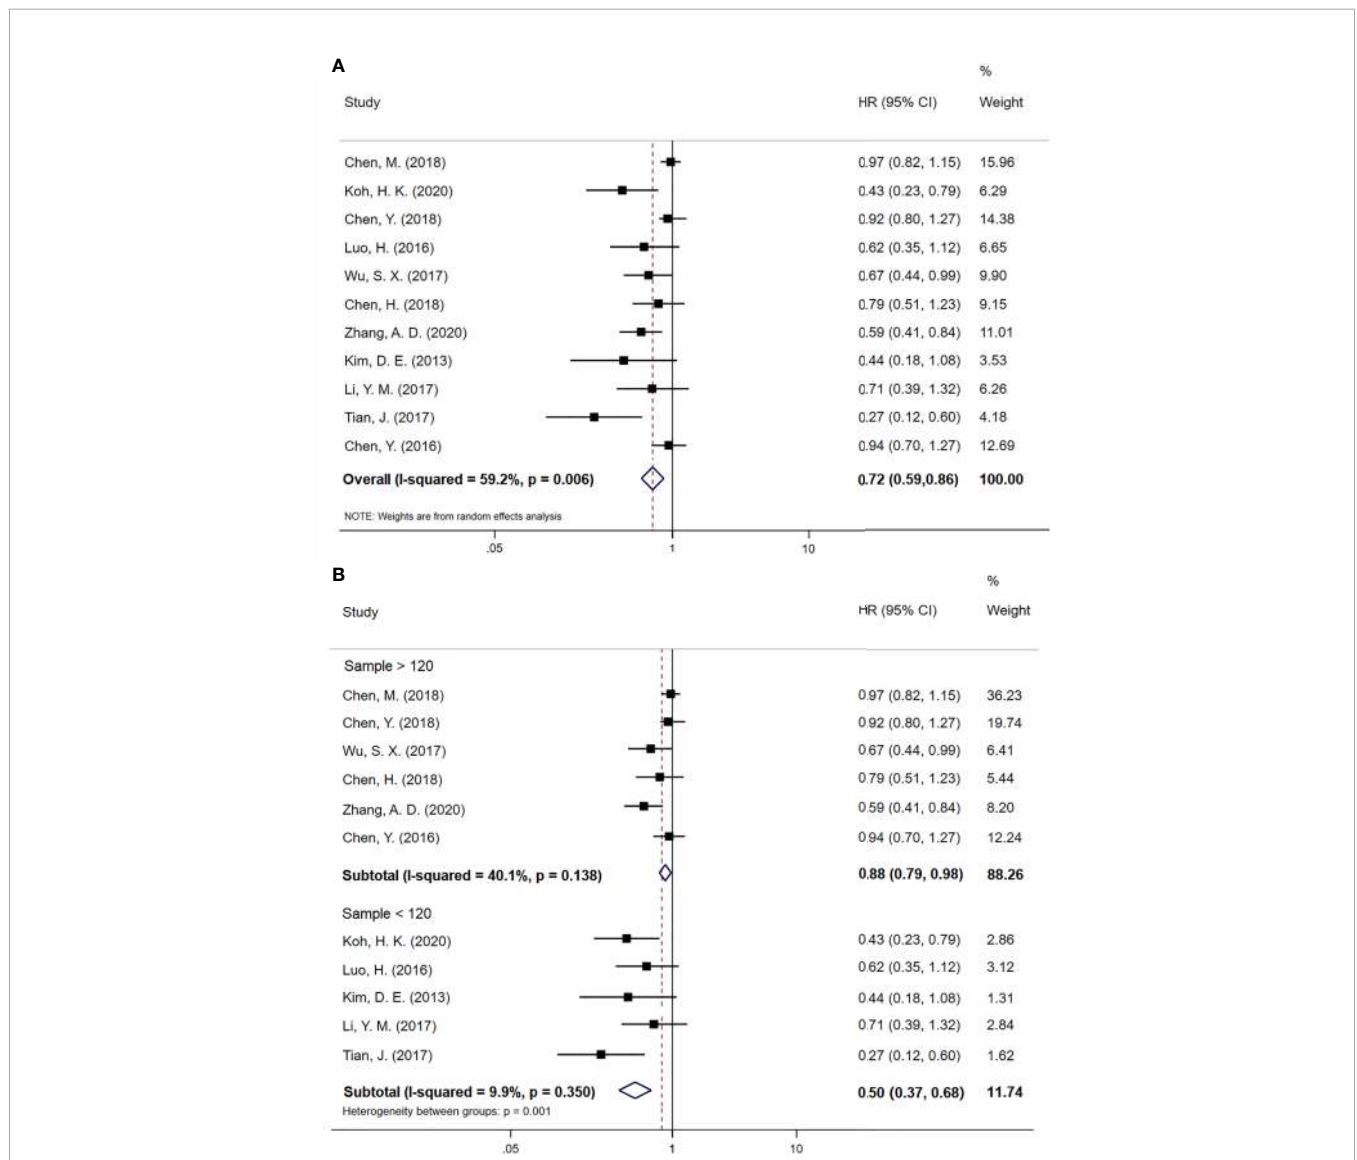 A
%
Study HR (95% CI) Weight
Chen, M. (2018) 0.97 (0.82, 1.15) 15.96
Koh, H. K. (2020) 0.43 (0.23, 0.79) 6.29
Chen, Y. (2018) 0.92 (0.80, 1.27) 14.38
Luo, H. (2016) 0.62 (0.35, 1.12) 6.65
Wu, S. X. (2017) 0.67 (0.44, 0.99) 9.90
Chen, H. (2018) 0.79 (0.51, 1.23) 9.15
Zhang, A. D. (2020) 0.59 (0.41, 0.84) 11.01
Kim, D. E. (2013) 0.44 (0.18, 1.08) 3.53
Li, Y. M. (2017) 0.71 (0.39, 1.32) 6.26
Tian, J. (2017) 0.27 (0.12, 0.60) 4.18
Chen, Y. (2016) 0.94 (0.70, 1.27) 12.69
Overall (I-squared = 59.2%, p = 0.006) 0.72 (0.59,0.86) 100.00
NOTE: Weights are from random effects analysis
.05 1 10
B
%
Study HR (95% CI) Weight
Sample > 120
Chen, M. (2018) 0.97 (0.82, 1.15) 36.23
Chen, Y. (2018) 0.92 (0.80, 1.27) 19.74
Wu, S. X. (2017) 0.67 (0.44, 0.99) 6.41
Chen, H. (2018) 0.79 (0.51, 1.23) 5.44
Zhang, A. D. (2020) 0.59 (0.41, 0.84) 8.20
Chen, Y. (2016) 0.94 (0.70, 1.27) 12.24
Subtotal (I-squared = 40.1%, p = 0.138) 0.88 (0.79, 0.98) 88.26
Sample < 120
Koh, H. K. (2020) 0.43 (0.23, 0.79) 2.86
Luo, H. (2016) 0.62 (0.35, 1.12) 3.12
Kim, D. E. (2013) 0.44 (0.18, 1.08) 1.31
Li, Y. M. (2017) 0.71 (0.39, 1.32) 2.84
Tian, J. (2017) 0.27 (0.12, 0.60) 1.62
Subtotal (I-squared = 9.9%, p = 0.350) 0.50 (0.37, 0.68) 11.74
Heterogeneity between groups: p = 0.001
.05 1 10